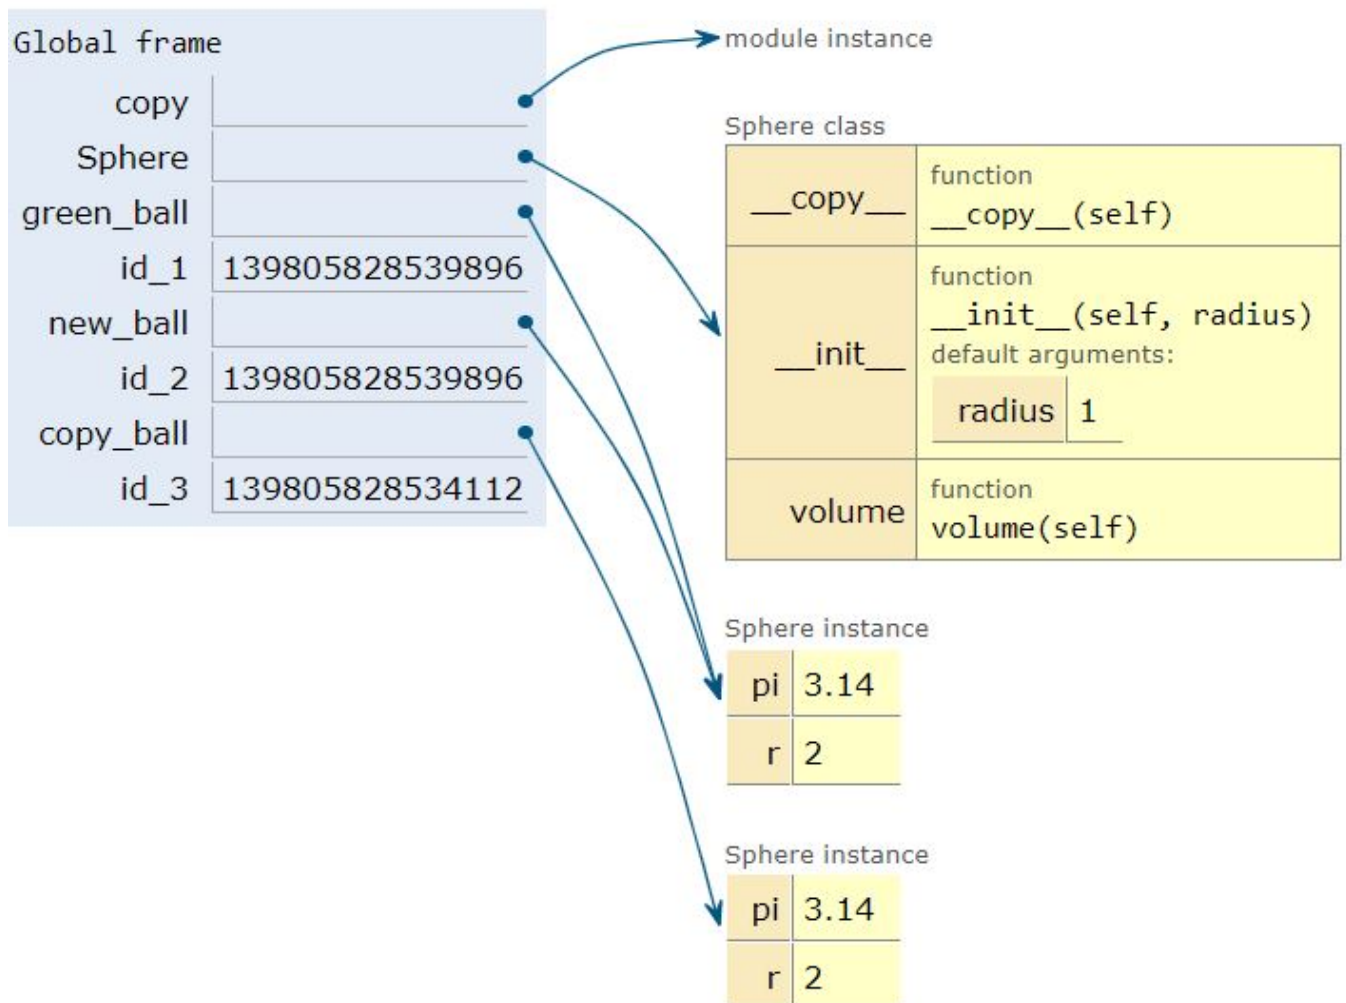 Global frame
copy
Sphere
green_ball
id_1 139805828539896
new_ball
id_2 139805828539896
copy_ball
id_3 139805828534112
module instance
Sphere class
__copy__
function
__copy__(self)
__init__
function
__init__(self, radius)
default arguments:
radius 1
volume
function
volume(self)
Sphere instance
pi 3.14
r 2
Sphere instance
pi 3.14
r 2